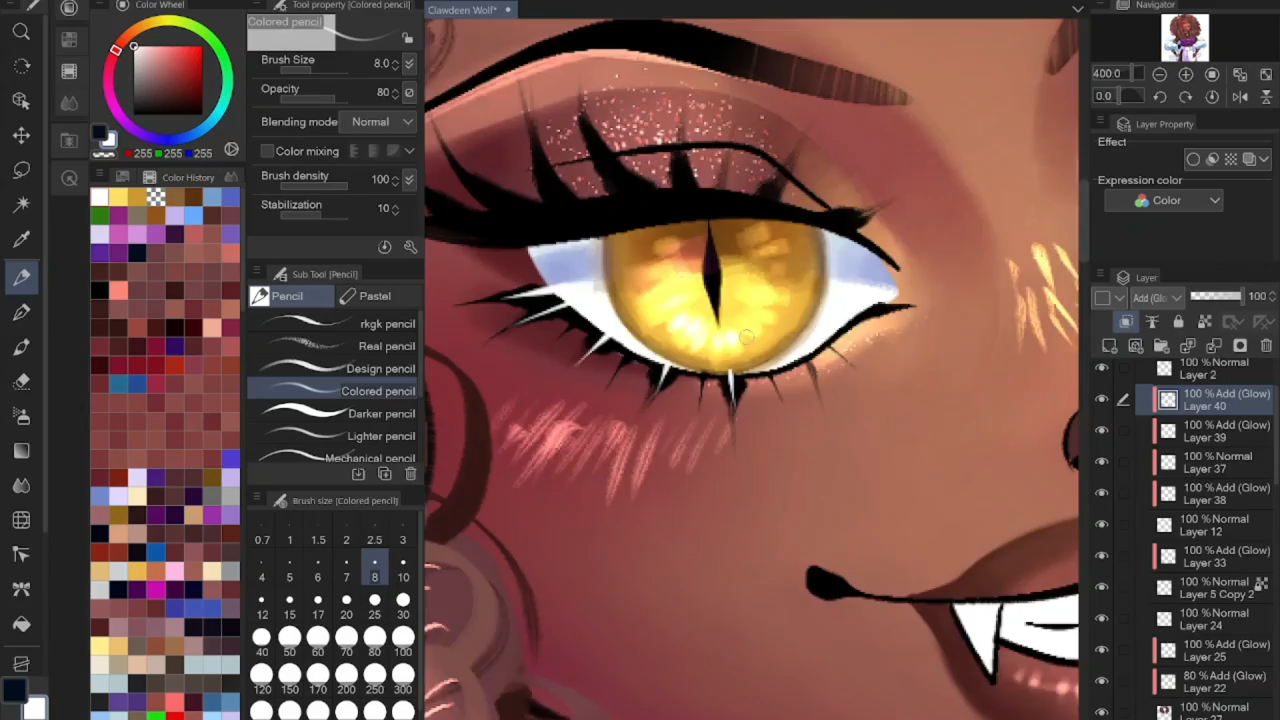 Color Wheel
255 255 255
Color History
Tool property [Colored pencil]
Colored pencil
Brush Size 8.0
Opacity 80
Blending mode Normal
Color mixing
Brush density 100
Stabilization 10
Sub Tool [Pencil]
Pencil Pastel
rkgk pencil
Real pencil
Design pencil
Colored pencil
Darker pencil
Lighter pencil
Mechanical pencil
Brush size [Colored pencil]
0.7 1 1.5 2 2.5 3
4 5 6 7 8 10
12 15 17 20 25 30
40 50 60 70 80 100
120 150 170 200 250 300
Clawdeen Wolf*
Navigator
400.0
0.0
Layer Property
Effect
Expression color
Color
Layer
Add (Glo 100
100 % Normal
Layer 2
100 % Add (Glow)
Layer 40
100 % Add (Glow)
Layer 39
100 % Normal
Layer 37
100 % Add (Glow)
Layer 38
100 % Normal
Layer 12
100 % Add (Glow)
Layer 33
100 % Normal
Layer 5 Copy 2
100 % Normal
Layer 24
100 % Add (Glow)
Layer 25
80 % Add (Glow)
Layer 22
100 % Normal
Layer 27